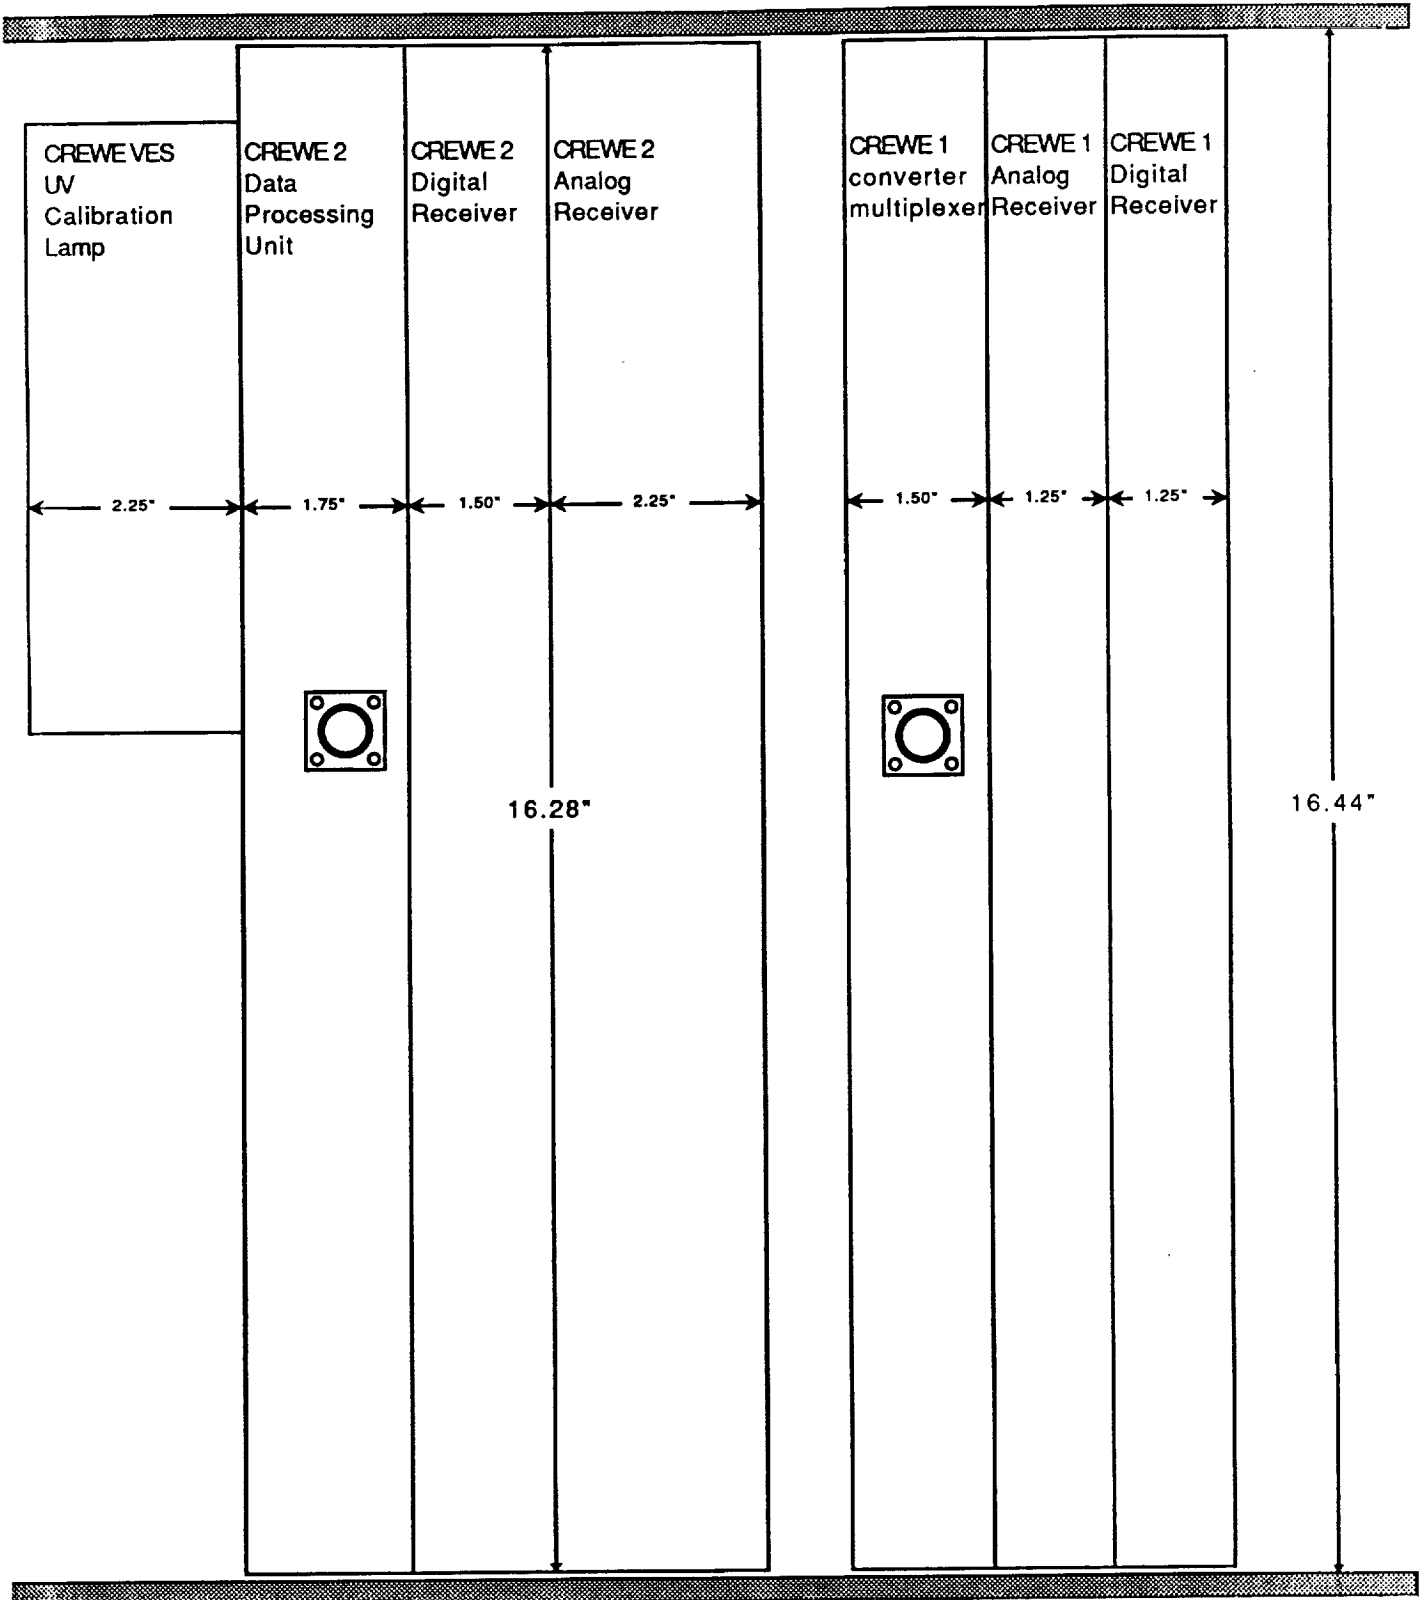 CREWE VES
UV
Calibration
Lamp
CREWE 2
Data
Processing
Unit
CREWE 2
Digital
Receiver
CREWE 2
Analog
Receiver
CREWE 1
converter
multiplexer
CREWE 1
Analog
Receiver
CREWE 1
Digital
Receiver
2.25"
1.75"
1.50"
2.25"
1.50"
1.25"
1.25"
16.28"
16.44"